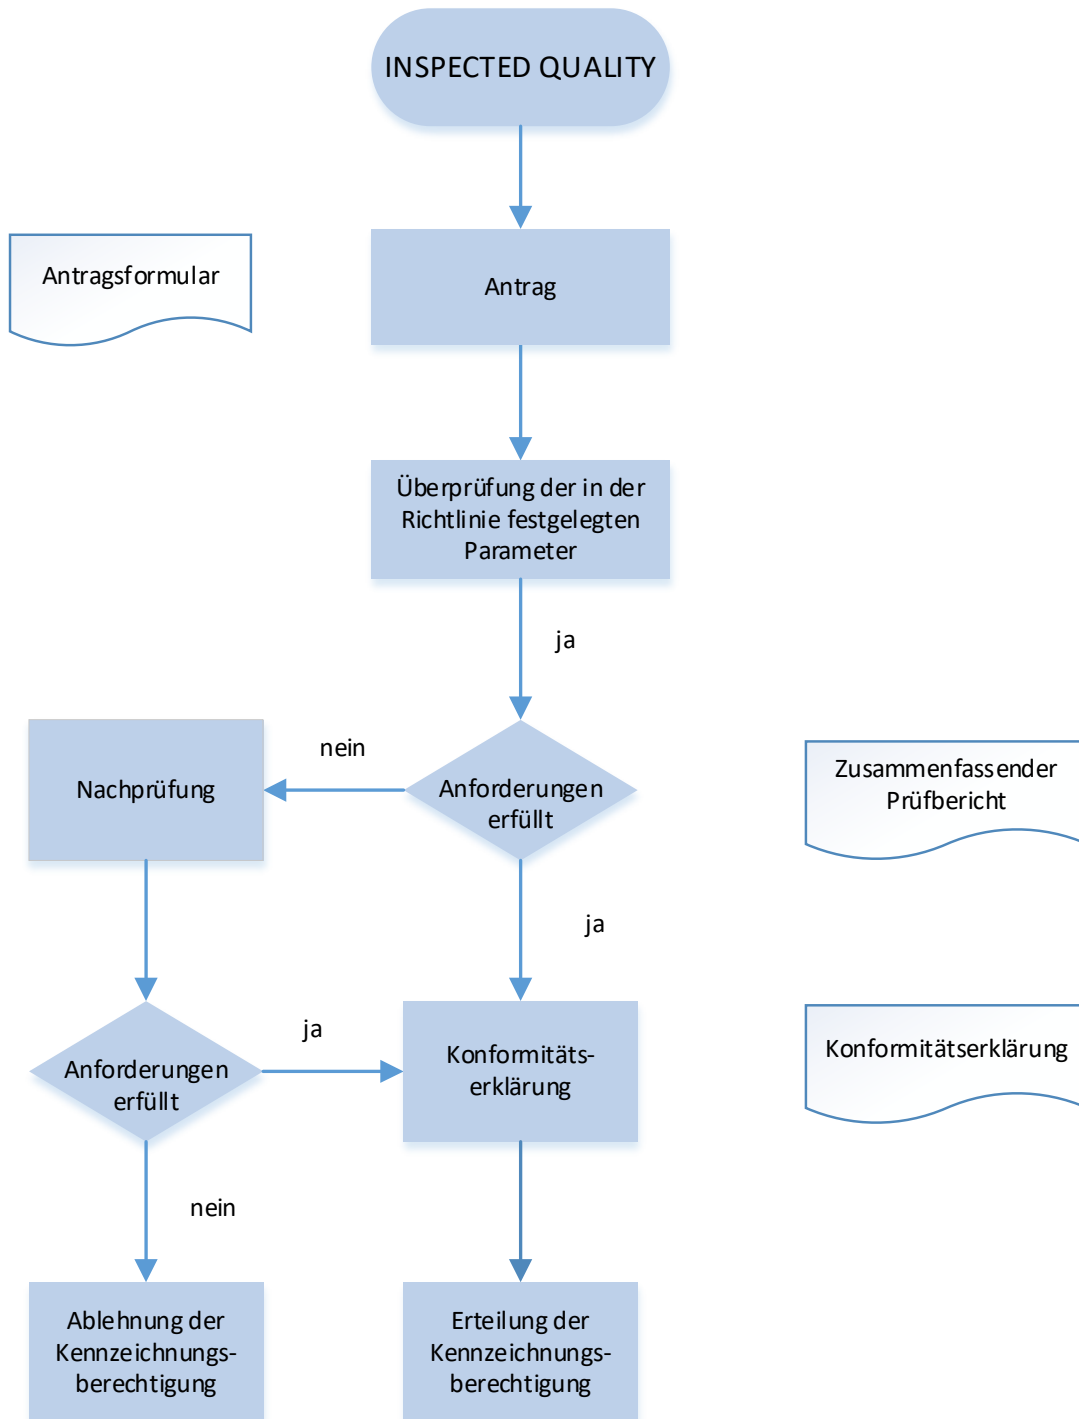 INSPECTED QUALITY
Antragsformular
Antrag
Überprüfung der in der
Richtlinie festgelegten
Parameter
ja
nein
Nachprüfung
Anforderungen
erfüllt
Zusammenfassender
Prüfbericht
ja
ja
Anforderungen
erfüllt
Konformitäts-
erklärung
Konformitätserklärung
nein
Ablehnung der
Kennzeichnungs-
berechtigung
Erteilung der
Kennzeichnungs-
berechtigung